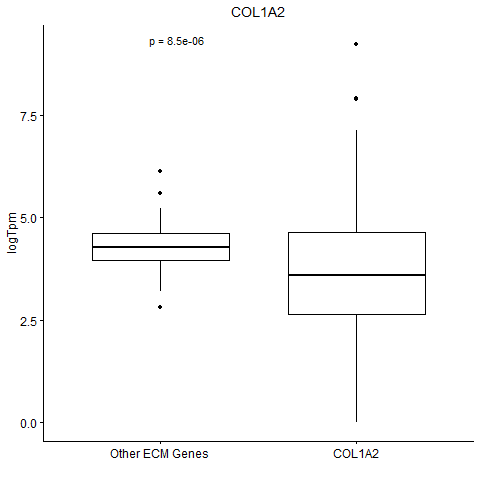 COL1A2
p = 8.5e-06
7.5
5.0
logTpm
2.5
0.0
Other ECM Genes
COL1A2